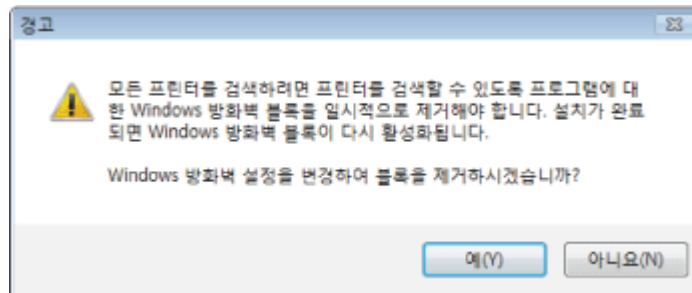 경고
모든 프린터를 검색하려면 프린터를 검색할 수 있도록 프로그램에 대
한 Windows 방화벽 블록을 일시적으로 제거해야 합니다. 설치가 완료
되면 Windows 방화벽 블록이 다시 활성화됩니다.
Windows 방화벽 설정을 변경하여 블록을 제거하시겠습니까?
예(Y) 아니요(N)